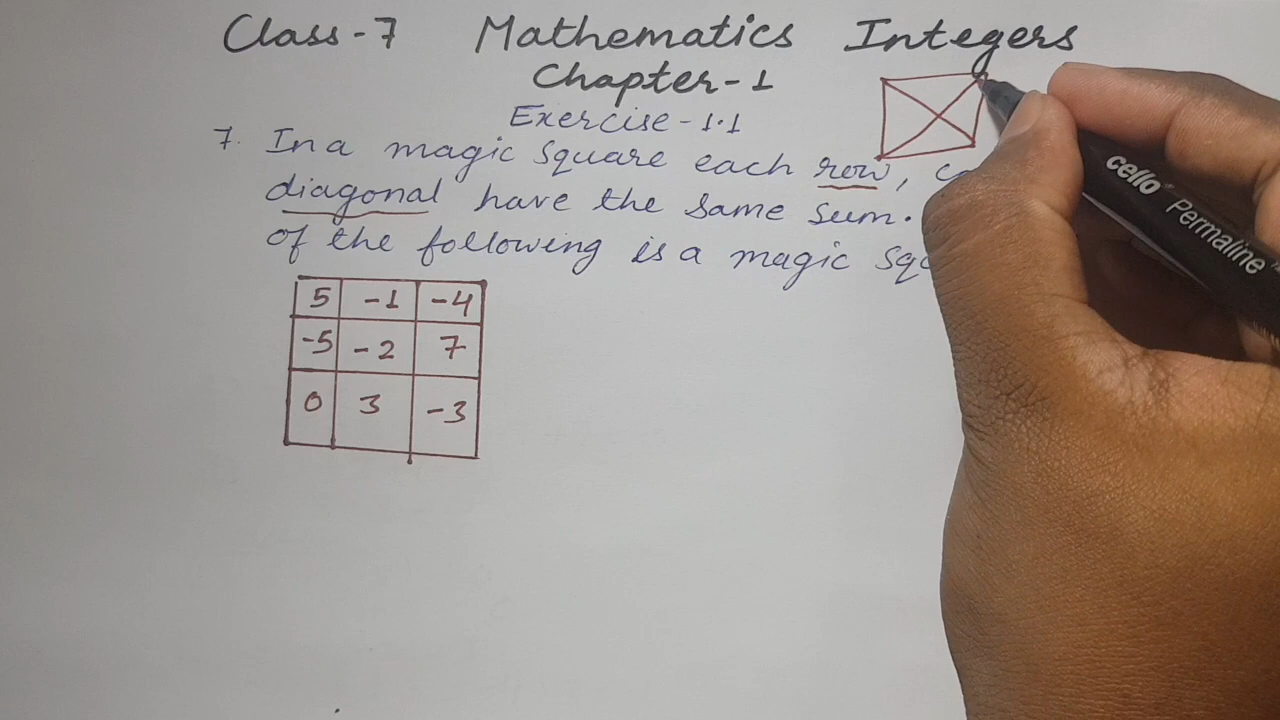 Class-7 Mathematics Integers
Chapter-1
Exercise-1.1
7. In a magic square each row,
diagonal have the same sum.
of the following is a magic
5 -1 -4
-5 -2 7
0 3 -3
cello Permaline